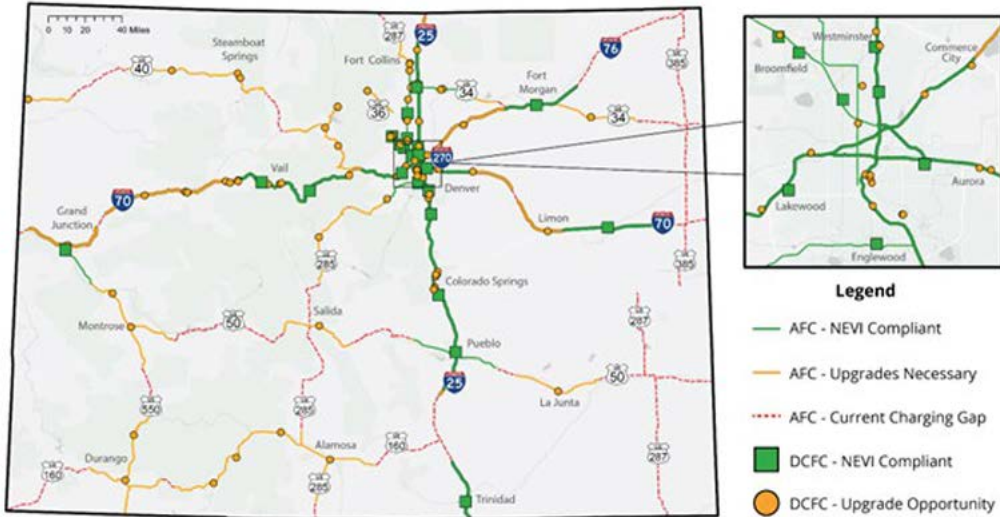 0 10 20 40 Miles
Steamboat
Springs
287
25
76
385
40
Fort Collins
Fort
Morgan
34
36
34
270
Vail
Denver
70
Grand
Junction
Limon
70
285
385
Colorado Springs
Montrose
50
Salida
287
Pueblo
25
50
La Junta
550
285
Durango
Alamosa
160
160
285
287
Trinidad
Westminster
Commerce
City
Broomfield
Aurora
Lakewood
Englewood
Legend
AFC - NEVI Compliant
AFC - Upgrades Necessary
AFC - Current Charging Gap
DCFC - NEVI Compliant
DCFC - Upgrade Opportunity